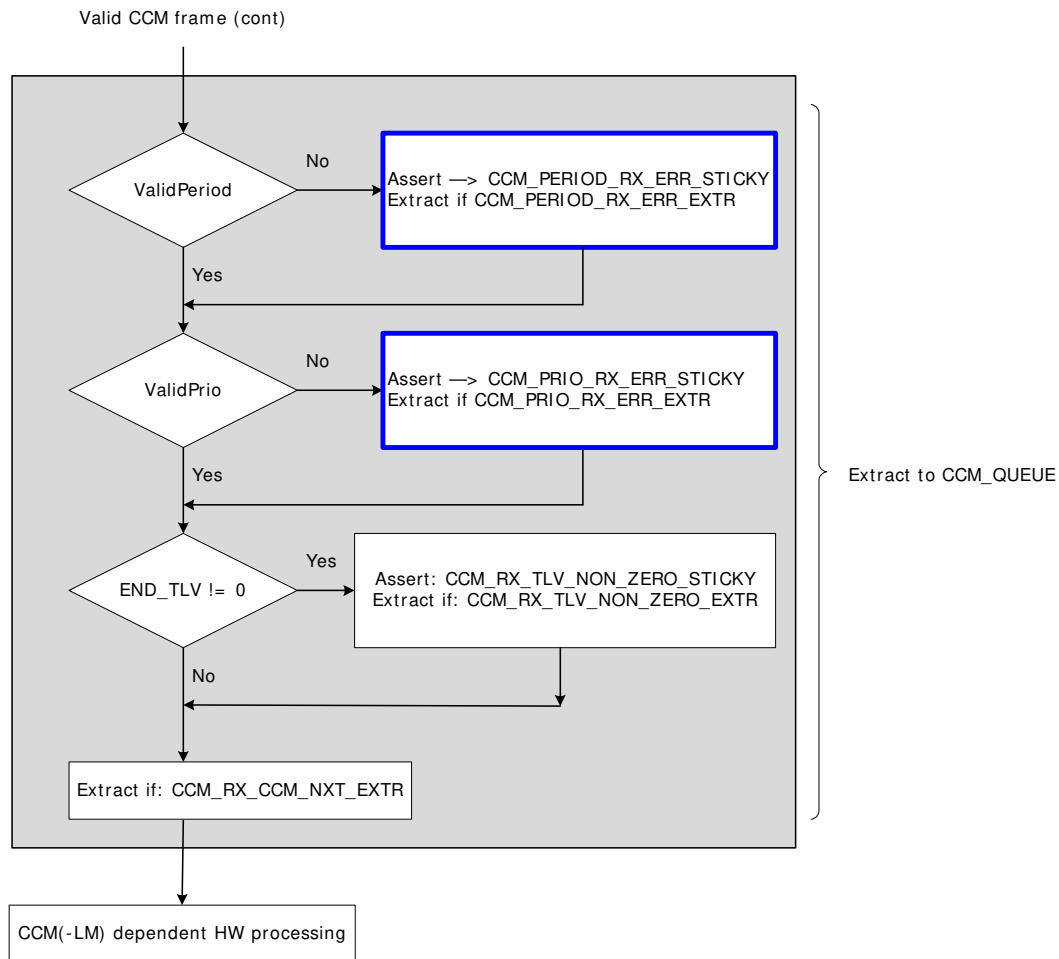 Valid CCM frame (cont)
ValidPeriod
No
Assert —> CCM_PERIOD_RX_ERR_STICKY
Extract if CCM_PERIOD_RX_ERR_EXTR
Yes
ValidPrio
No
Assert —> CCM_PRIO_RX_ERR_STICKY
Extract if CCM_PRIO_RX_ERR_EXTR
Yes
Extract to CCM_QUEUE
END_TLV != 0
Yes
Assert: CCM_RX_TLV_NON_ZERO_STICKY
Extract if: CCM_RX_TLV_NON_ZERO_EXTR
No
Extract if: CCM_RX_CCM_NXT_EXTR
CCM(-LM) dependent HW processing